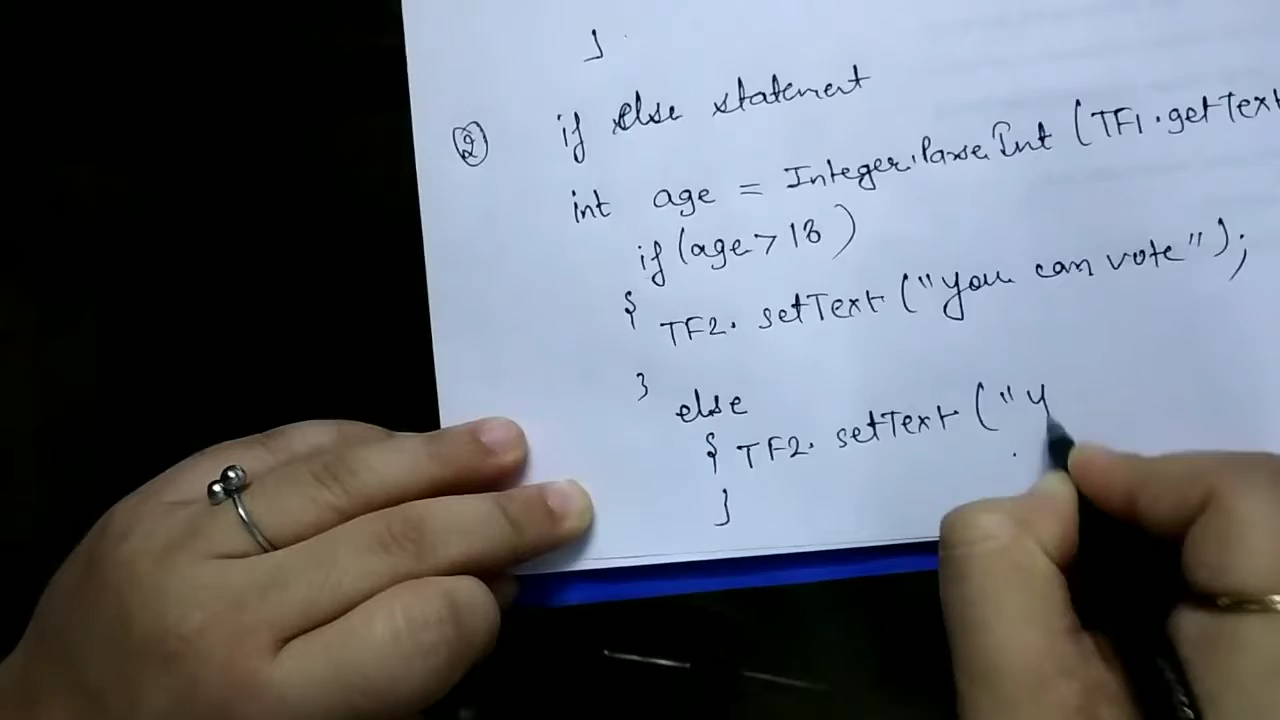 }
② if else statement
int age = Integer.ParseInt (TF1.getText
if (age > 18)
{ TF2. setText ("you can vote");
} else
{ TF2. setText ("y
}